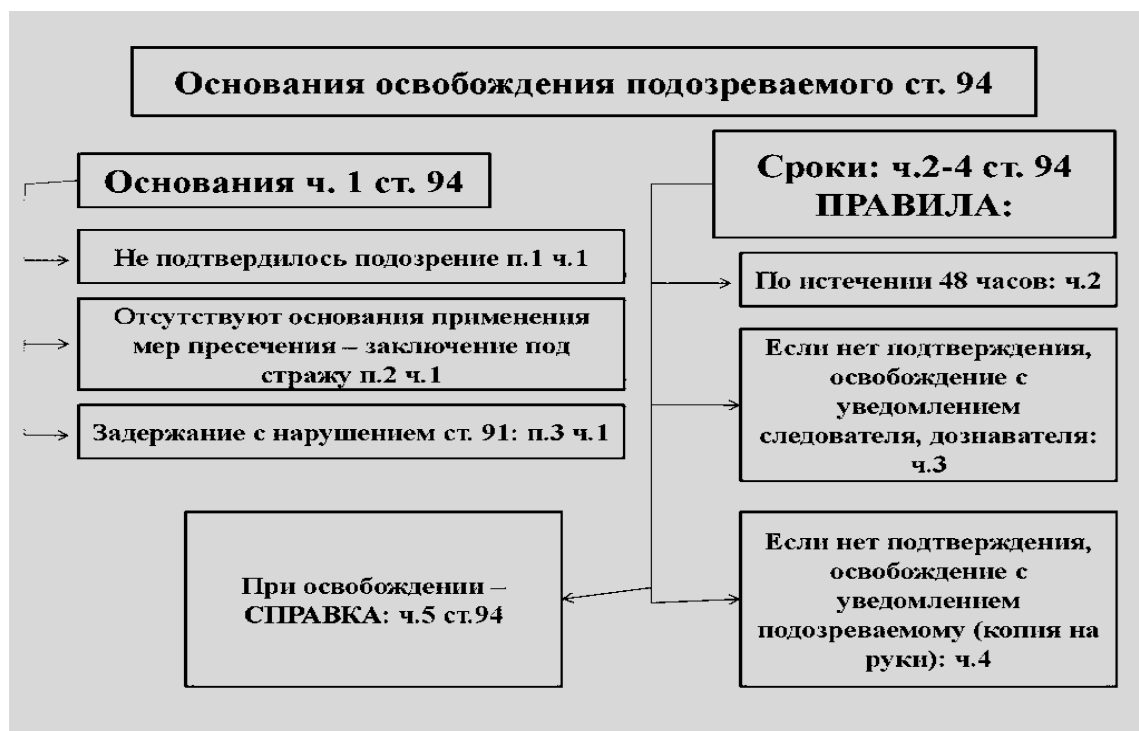 Основания освобождения подозреваемого ст. 94
Основания ч. 1 ст. 94
Не подтвердилось подозрение п.1 ч.1
Отсутствуют основания применения
мер пресечения – заключение под
стражу п.2 ч.1
Задержание с нарушением ст. 91: п.3 ч.1
Сроки: ч.2-4 ст. 94
ПРАВИЛА:
По истечении 48 часов: ч.2
Если нет подтверждения,
освобождение с
уведомлением
следователя, дознавателя:
ч.3
Если нет подтверждения,
освобождение с
уведомлением
подозреваемому (копия на
руки): ч.4
При освобождении –
СПРАВКА: ч.5 ст.94